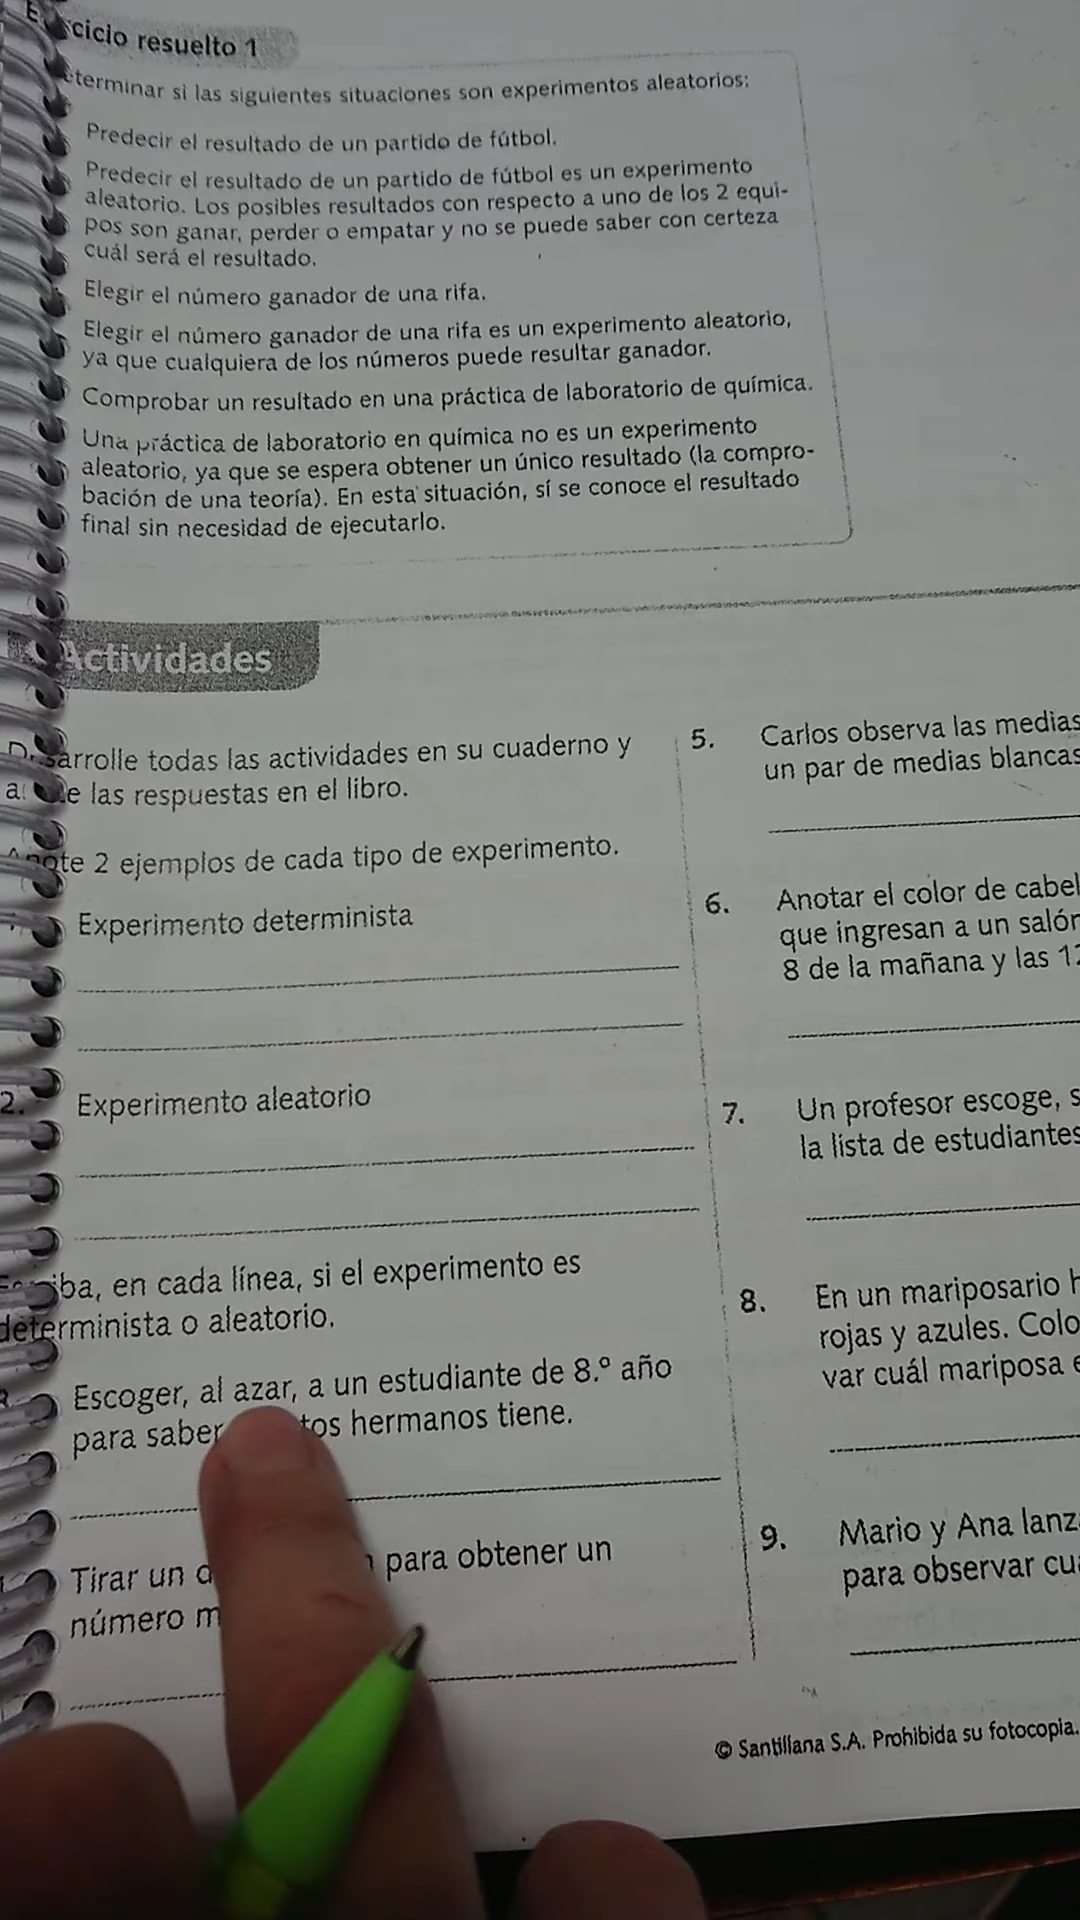 cicio resuelto 1
terminar si las siguientes situaciones son experimentos aleatorios:
Predecir el resultado de un partido de fútbol.
Predecir el resultado de un partido de fútbol es un experimento
aleatorio. Los posibles resultados con respecto a uno de los 2 equi-
pos son ganar, perder o empatar y no se puede saber con certeza
cuál será el resultado.
Elegir el número ganador de una rifa.
Elegir el número ganador de una rifa es un experimento aleatorio,
ya que cualquiera de los números puede resultar ganador.
Comprobar un resultado en una práctica de laboratorio de química.
Una práctica de laboratorio en química no es un experimento
aleatorio, ya que se espera obtener un único resultado (la compro-
bación de una teoría). En esta situación, sí se conoce el resultado
final sin necesidad de ejecutarlo.
Actividades
sarrolle todas las actividades en su cuaderno y
las respuestas en el libro.
2 ejemplos de cada tipo de experimento.
Experimento determinista
2. Experimento aleatorio
en cada línea, si el experimento es
determinista o aleatorio.
Escoger, al azar, a un estudiante de 8.º año
para saber tos hermanos tiene.
Tirar un para obtener un
número
5. Carlos observa las medias
un par de medias blancas
6. Anotar el color de cabel
que ingresan a un salón
8 de la mañana y las 12
7. Un profesor escoge, s
la lista de estudiantes
8. En un mariposario h
rojas y azules. Colo
var cuál mariposa e
9. Mario y Ana lanz
para observar cu
© Santillana S.A. Prohibida su fotocopia.